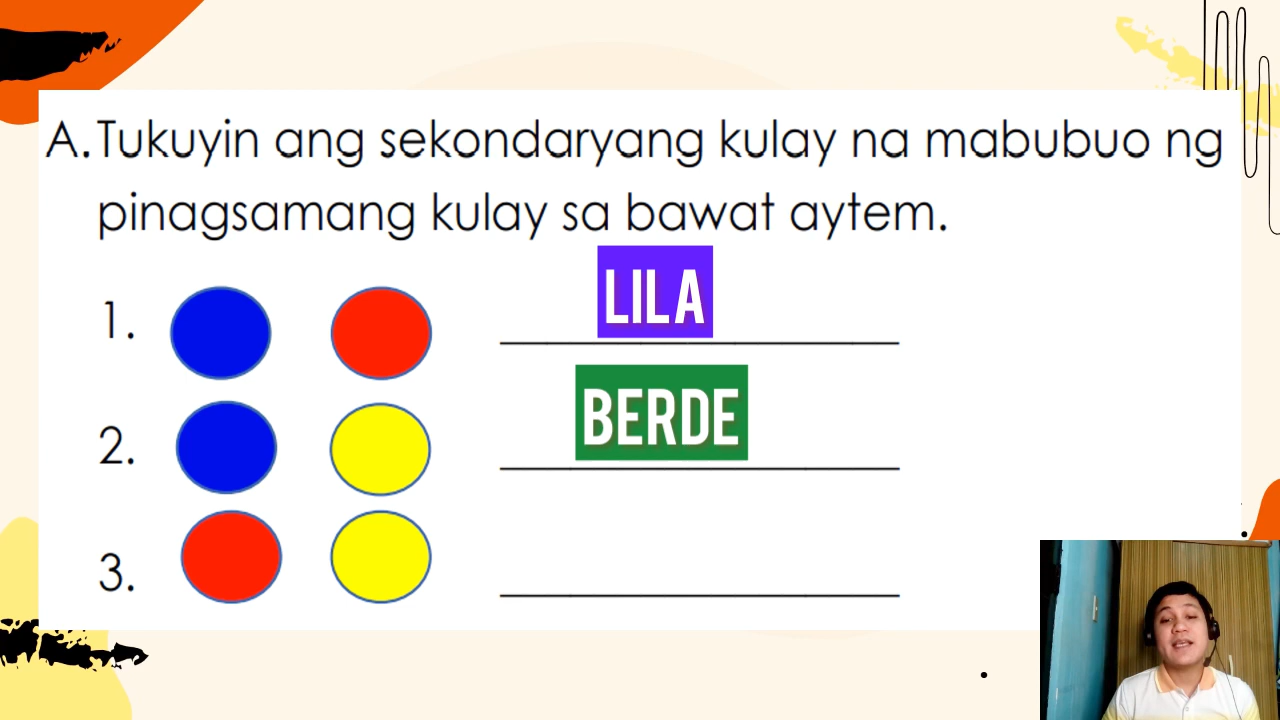 A. Tukuyin ang sekondaryang kulay na mabubuo ng
pinagsamang kulay sa bawat aytem.
1. LILA
2. BERDE
3.